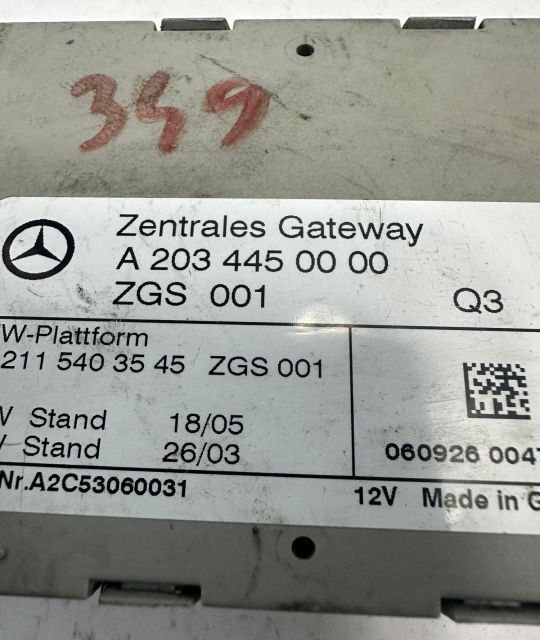 349
Zentrales Gateway
A 203 445 00 00
ZGS 001 Q3
W-Plattform
211 540 35 45 ZGS 001
Stand 18/05
Stand 26/03
060926 004
Nr.A2C53060031
12V Made in G